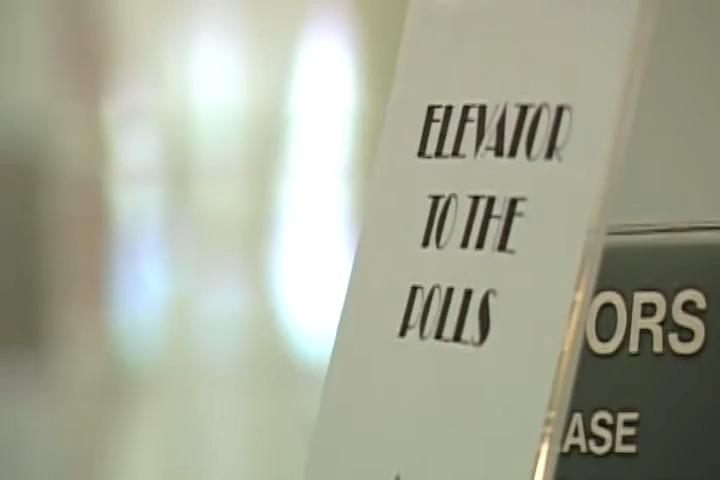 ELEVATOR
TO THE
POLLS
ORS
ASE